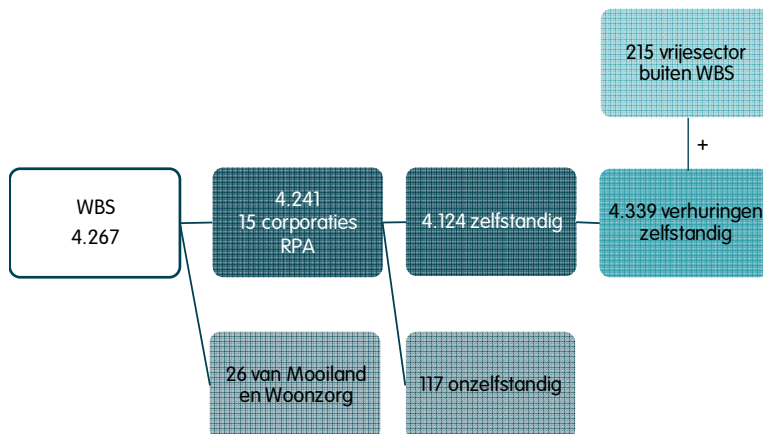 215 vrijesector
buiten WBS
+
WBS
4.267
4.241
15 corporaties
RPA
4.124 zelfstandig
4.339 verhuringen
zelfstandig
26 van Mooiland
en Woonzorg
117 onzelfstandig